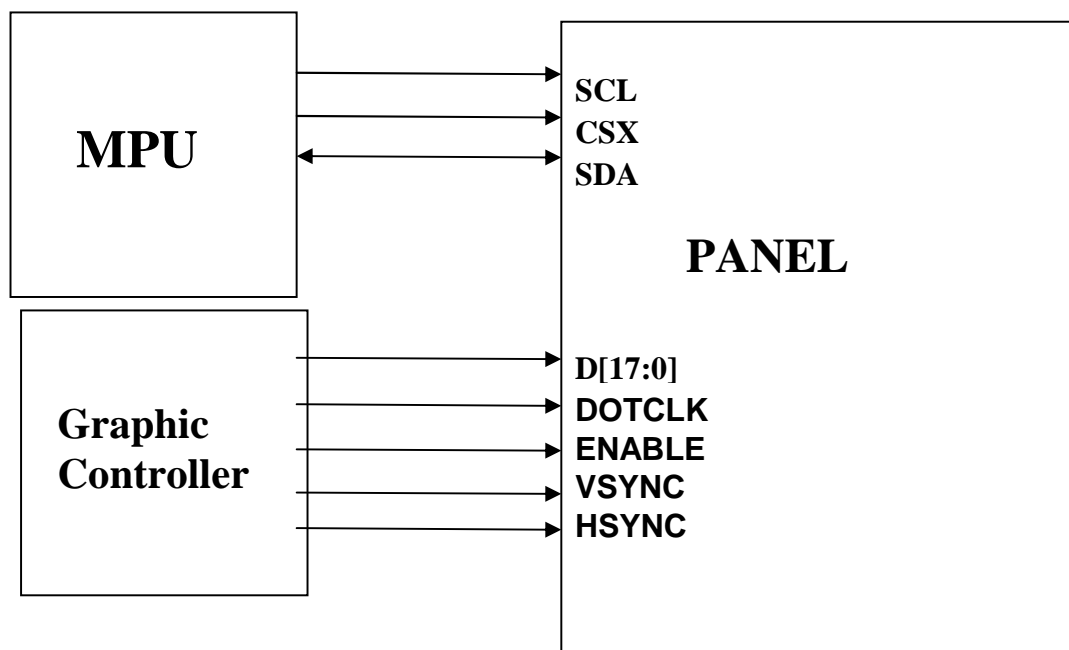 MPU
SCL
CSX
SDA
PANEL
Graphic
Controller
D[17:0]
DOTCLK
ENABLE
VSYNC
HSYNC